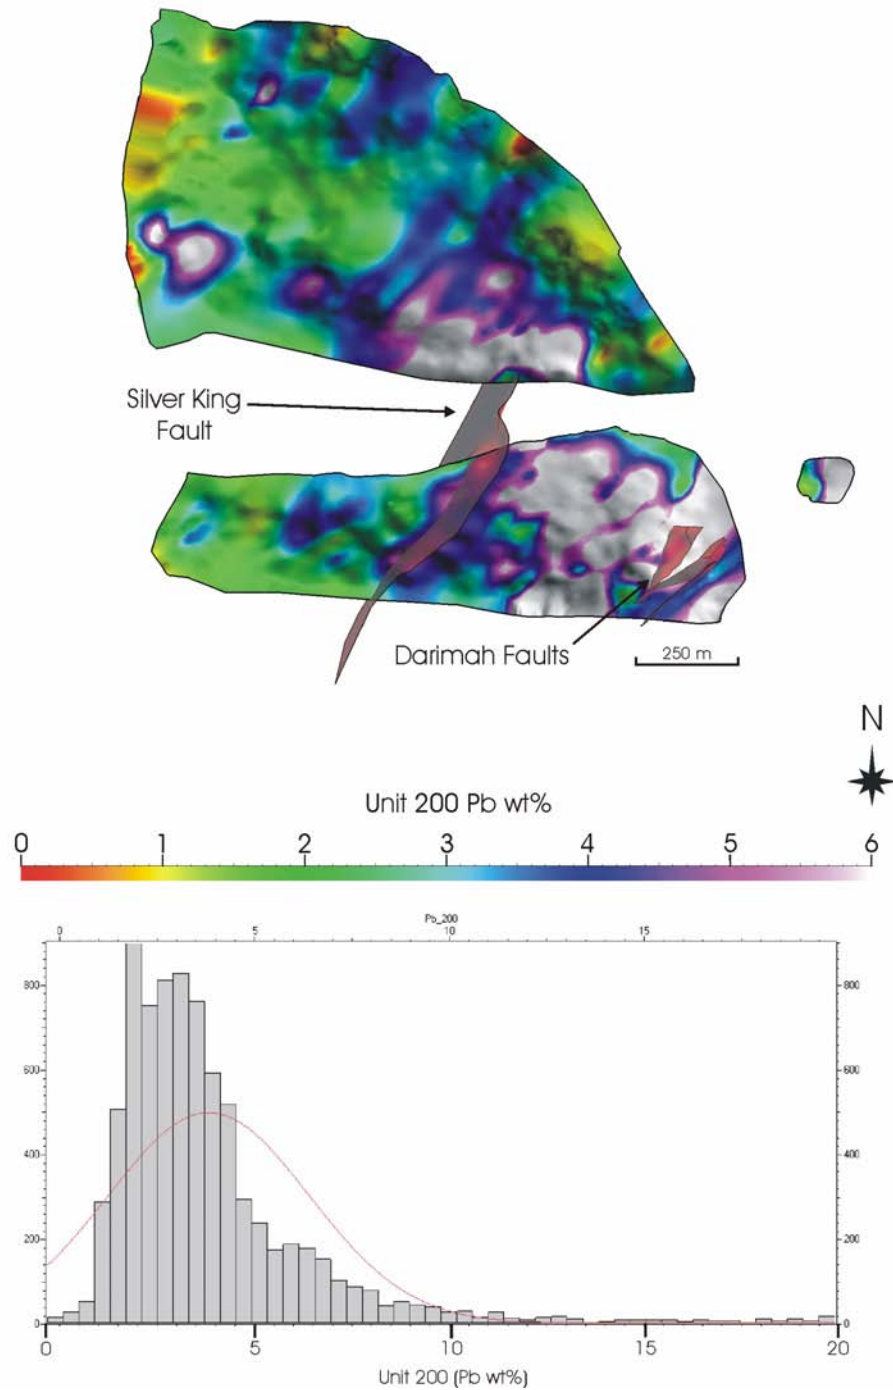 Silver King
Fault
Darimah Faults
250 m
N
Unit 200 Pb wt%
0 1 2 3 4 5 6
Pb_200
0 5 10 15
800 800
600 600
400 400
200 200
0 0
0 5 10 15 20
Unit 200 (Pb wt%)